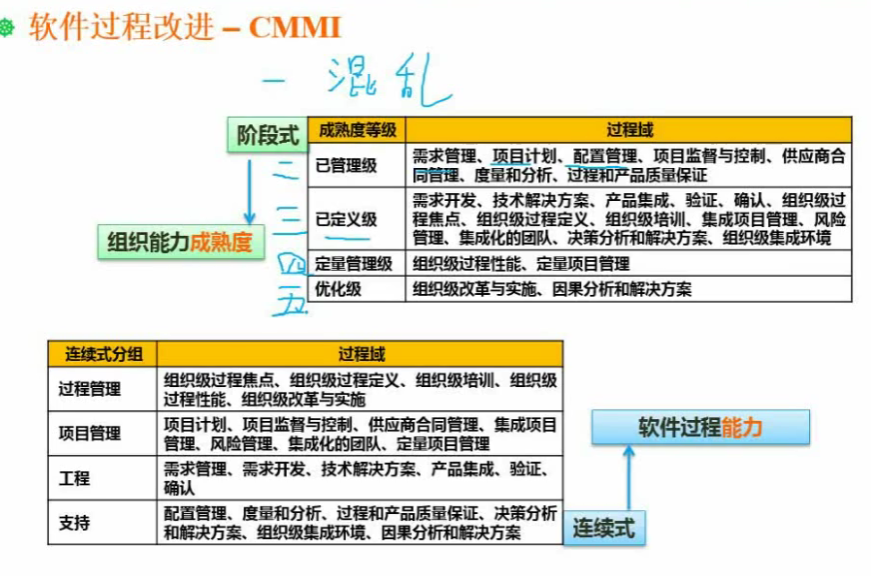 软件过程改进 – CMMI
一 混乱
阶段式
成熟度等级 过程域
二 已管理级 需求管理、项目计划、配置管理、项目监督与控制、供应商合
同管理、度量和分析、过程和产品质量保证
三 已定义级 需求开发、技术解决方案、产品集成、验证、确认、组织级过
程焦点、组织级过程定义、组织级培训、集成项目管理、风险
管理、集成化的团队、决策分析和解决方案、组织级集成环境
组织能力成熟度
四 定量管理级 组织级过程性能、定量项目管理
五 优化级 组织级改革与实施、因果分析和解决方案
连续式分组 过程域
过程管理 组织级过程焦点、组织级过程定义、组织级培训、组织级
过程性能、组织级改革与实施
项目管理 项目计划、项目监督与控制、供应商合同管理、集成项目
管理、风险管理、集成化的团队、定量项目管理
工程 需求管理、需求开发、技术解决方案、产品集成、验证、
确认
支持 配置管理、度量和分析、过程和产品质量保证、决策分析
和解决方案、组织级集成环境、因果分析和解决方案
软件过程能力
连续式